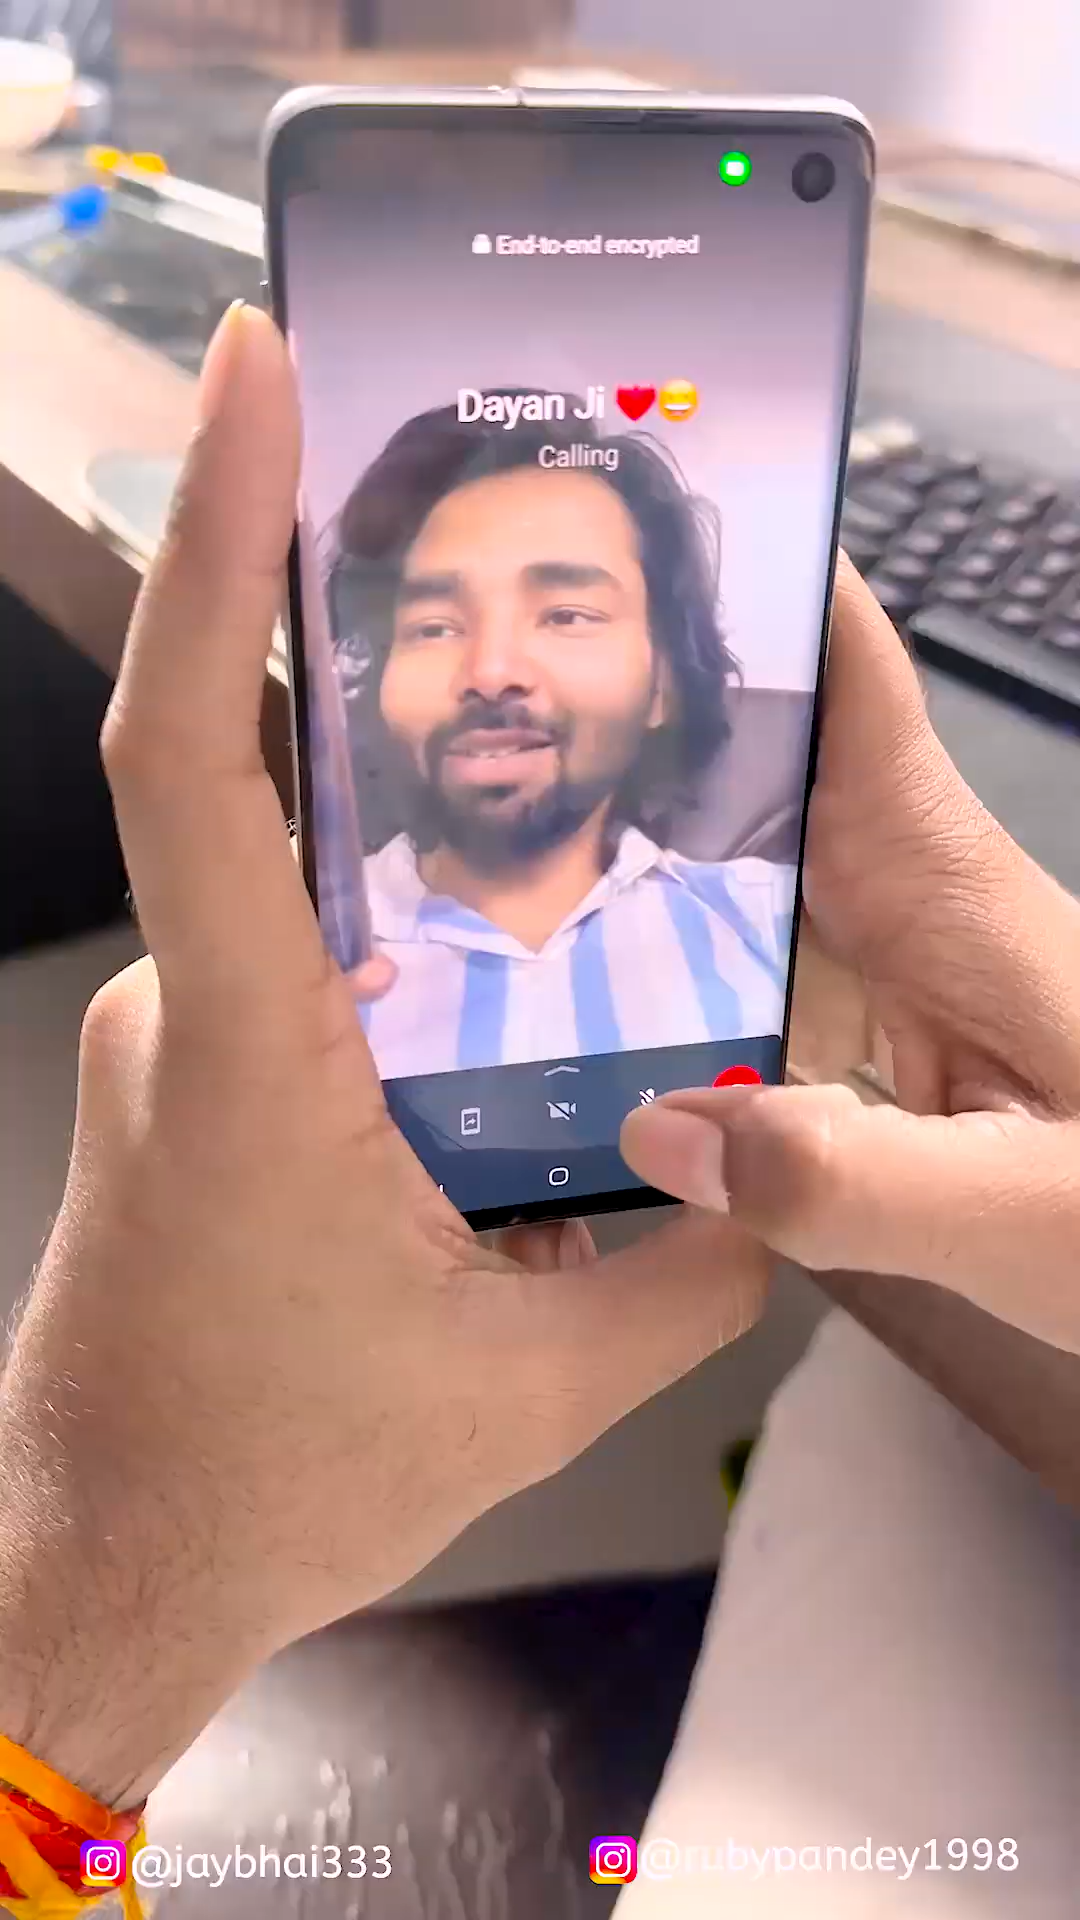 End-to-end encrypted
Dayan Ji ❤️😄
Calling
@jaybhai333
@rubypandey1998